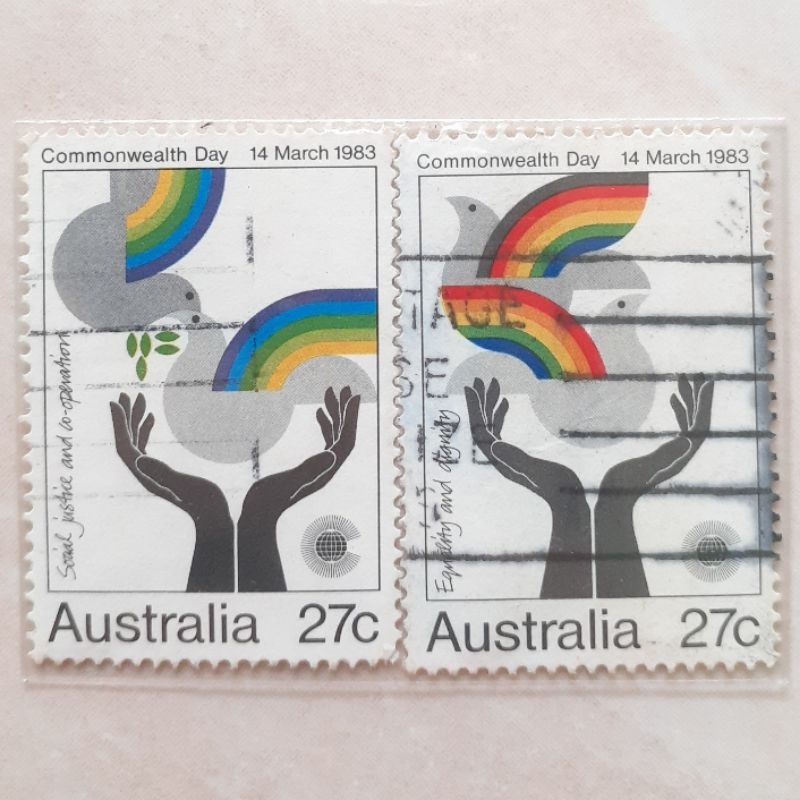 Commonwealth Day 14 March 1983
Social justice and co-operation
Australia 27c
Commonwealth Day 14 March 1983
TAGE
Equality and dignity
Australia 27c